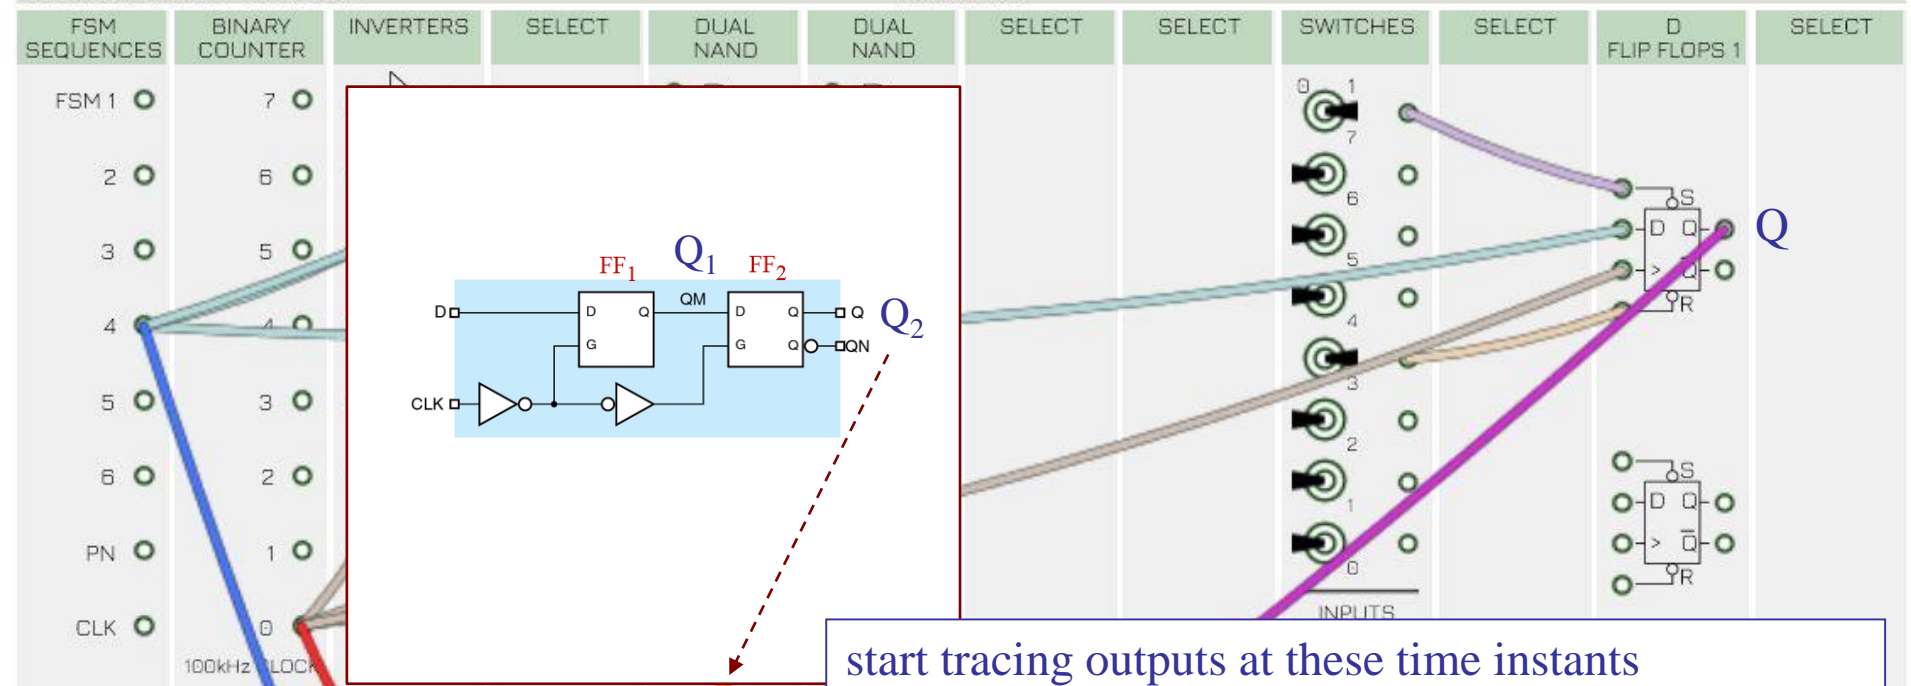 FSM SEQUENCES
BINARY COUNTER
INVERTERS
SELECT
DUAL NAND
DUAL NAND
SELECT
SELECT
SWITCHES
SELECT
D FLIP FLOPS 1
SELECT
FSM 1
2
3
4
5
6
PN
CLK
7
6
5
4
3
2
1
0
100kHz CLOCK
Q1
FF1
FF2
QM
D
D Q
G
D Q
G Q
Q
QN
Q2
CLK
0 1
7
6
5
4
3
2
1
0
INPUTS
S
D Q
> Q
R
Q
S
D Q
> Q
R
start tracing outputs at these time instants